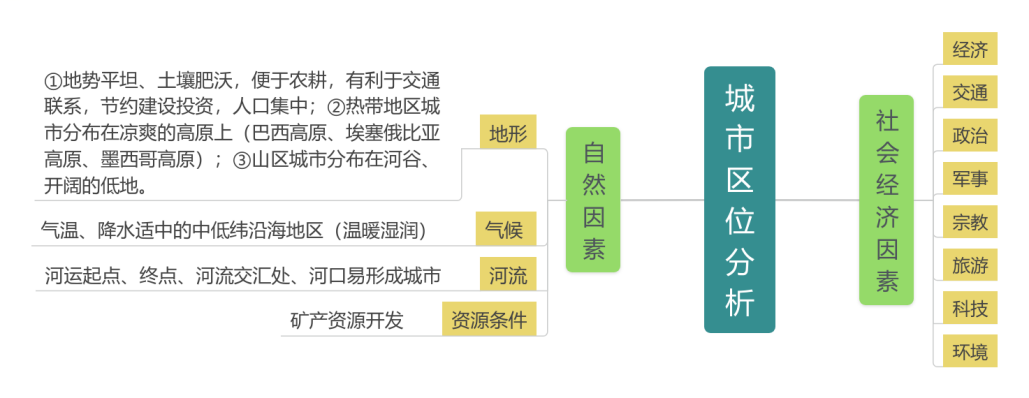 城市区位分析
自然因素
地形
①地势平坦、土壤肥沃，便于农耕，有利于交通
联系，节约建设投资，人口集中；②热带地区城
市分布在凉爽的高原上（巴西高原、埃塞俄比亚
高原、墨西哥高原）；③山区城市分布在河谷、
开阔的低地。
气候
气温、降水适中的中低纬沿海地区（温暖湿润）
河流
河运起点、终点、河流交汇处、河口易形成城市
资源条件
矿产资源开发
社会经济因素
经济
交通
政治
军事
宗教
旅游
科技
环境